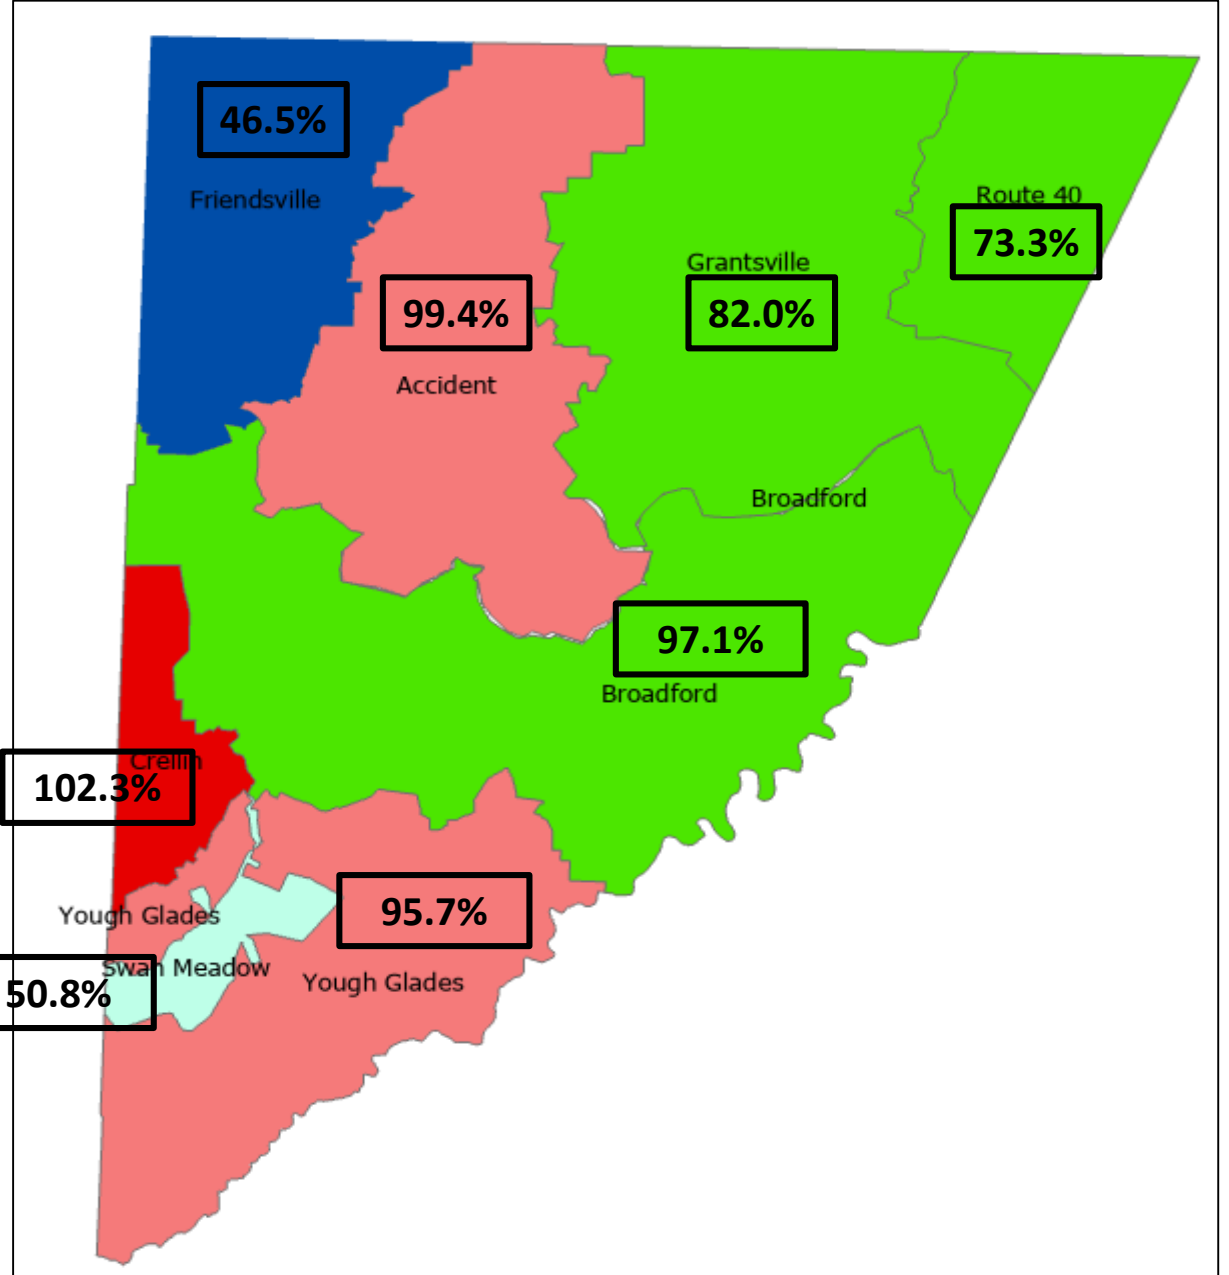 46.5%
Friendsville
Route 40
73.3%
Grantsville
82.0%
99.4%
Accident
Broadford
97.1%
Broadford
Crellin
102.3%
95.7%
Yough Glades
Swan Meadow
50.8%
Yough Glades